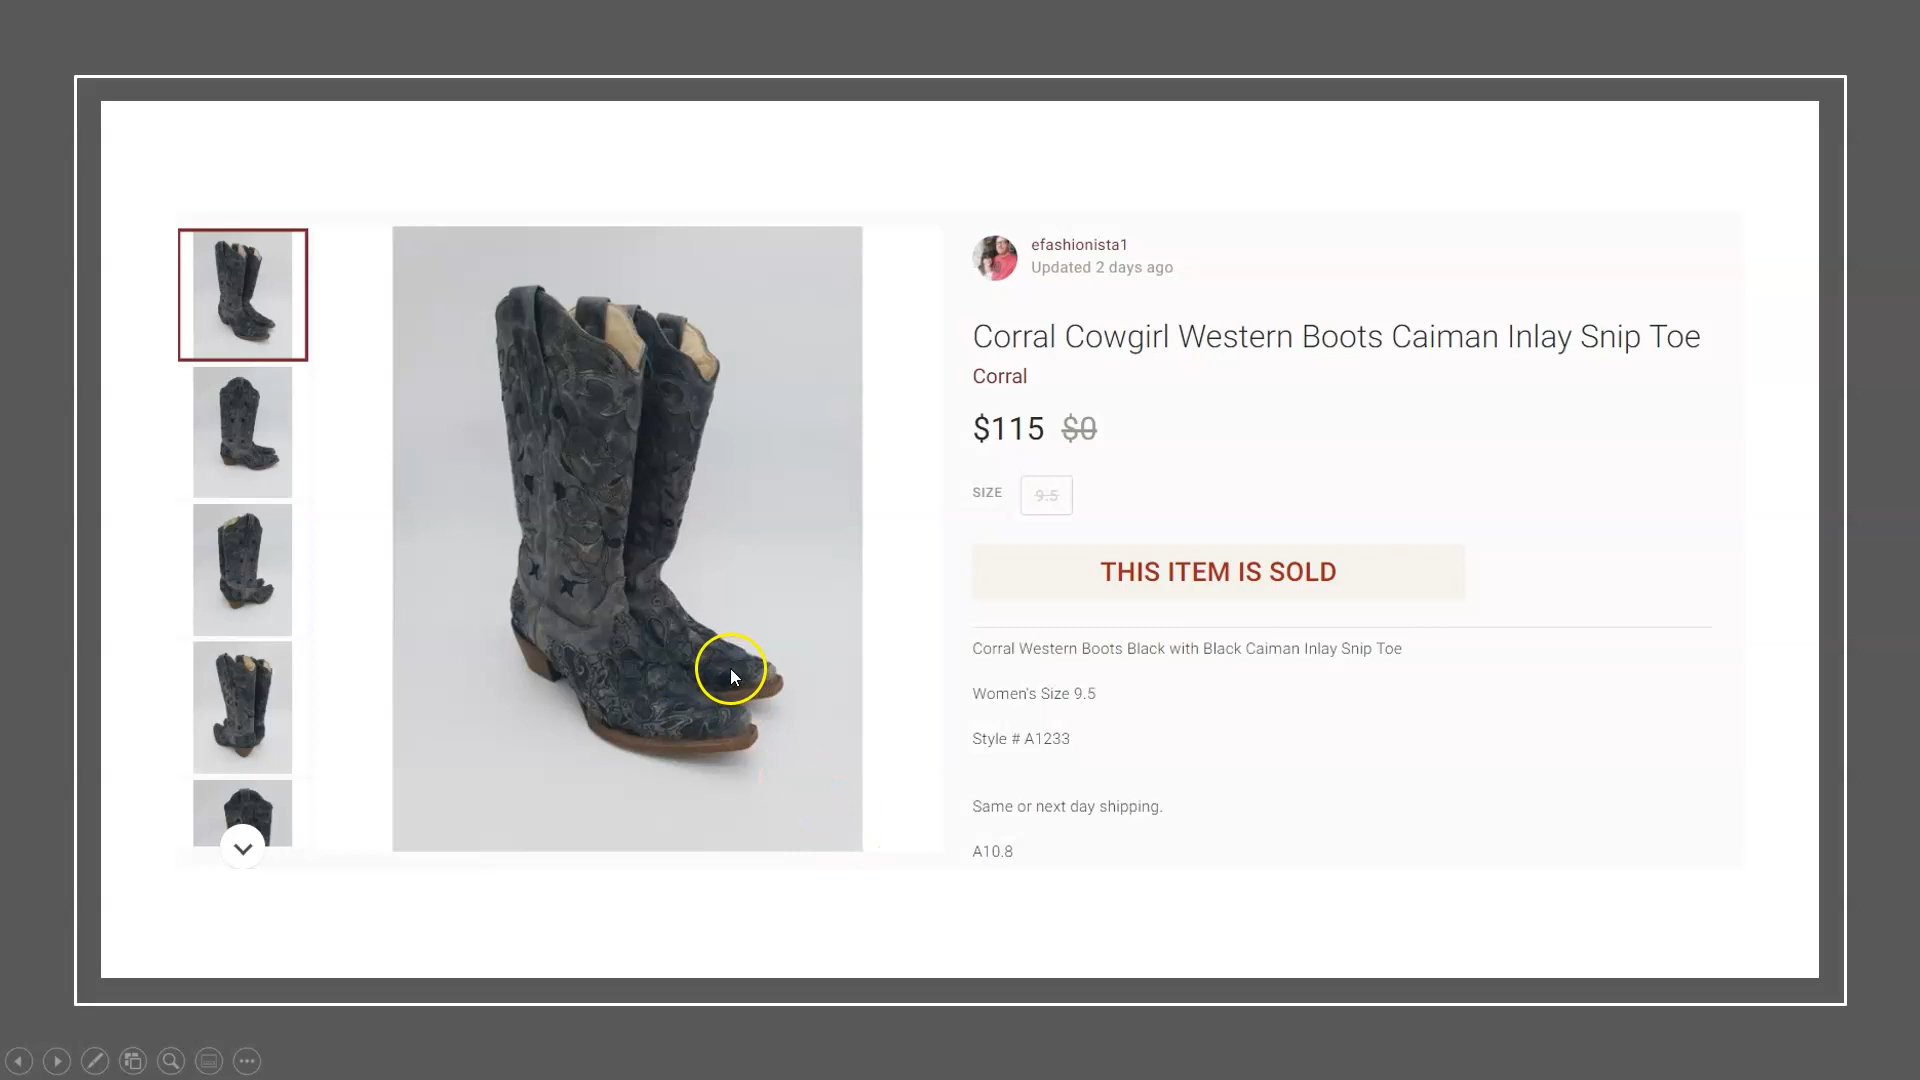 efashionista1
Updated 2 days ago
Corral Cowgirl Western Boots Caiman Inlay Snip Toe
Corral
$115 $0
SIZE 9.5
THIS ITEM IS SOLD
Corral Western Boots Black with Black Caiman Inlay Snip Toe
Women's Size 9.5
Style # A1233
Same or next day shipping.
A10.8